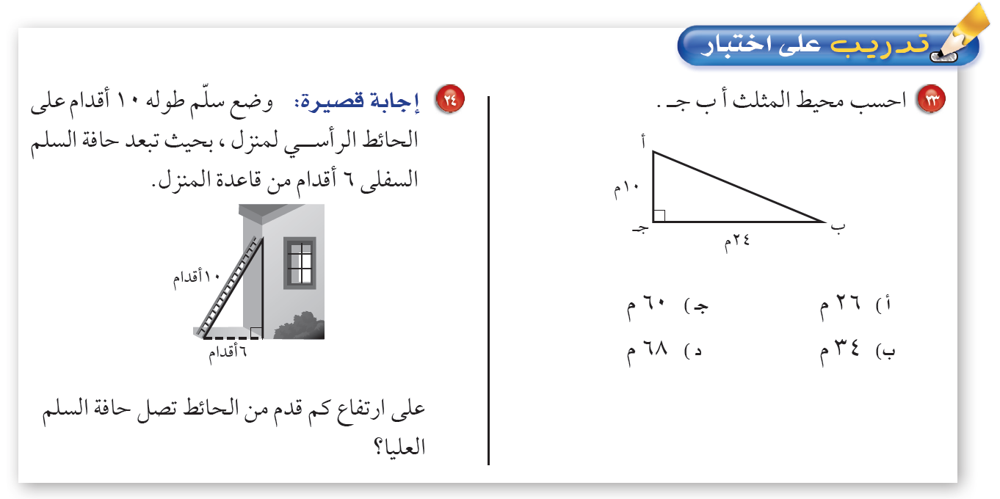 تدريب على اختبار
٢٣ احسب محيط المثلث أ ب جـ .
أ
١٠م
جـ
ب
٢٤م
أ) ٢٦ م
جـ) ٦٠ م
ب) ٣٤ م
د) ٦٨ م
٢٤ إجابة قصيرة: وضع سلّم طوله ١٠ أقدام على
الحائط الرأسي لمنزل ، بحيث تبعد حافة السلم
السفلى ٦ أقدام من قاعدة المنزل.
١٠أقدام
٦أقدام
على ارتفاع كم قدم من الحائط تصل حافة السلم
العليا؟